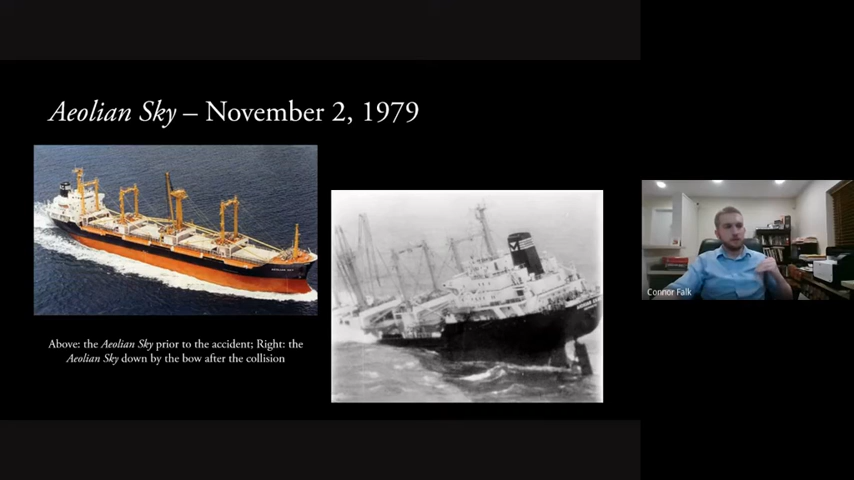 Aeolian Sky – November 2, 1979
Above: the Aeolian Sky prior to the accident; Right: the
Aeolian Sky down by the bow after the collision
Connor Falk